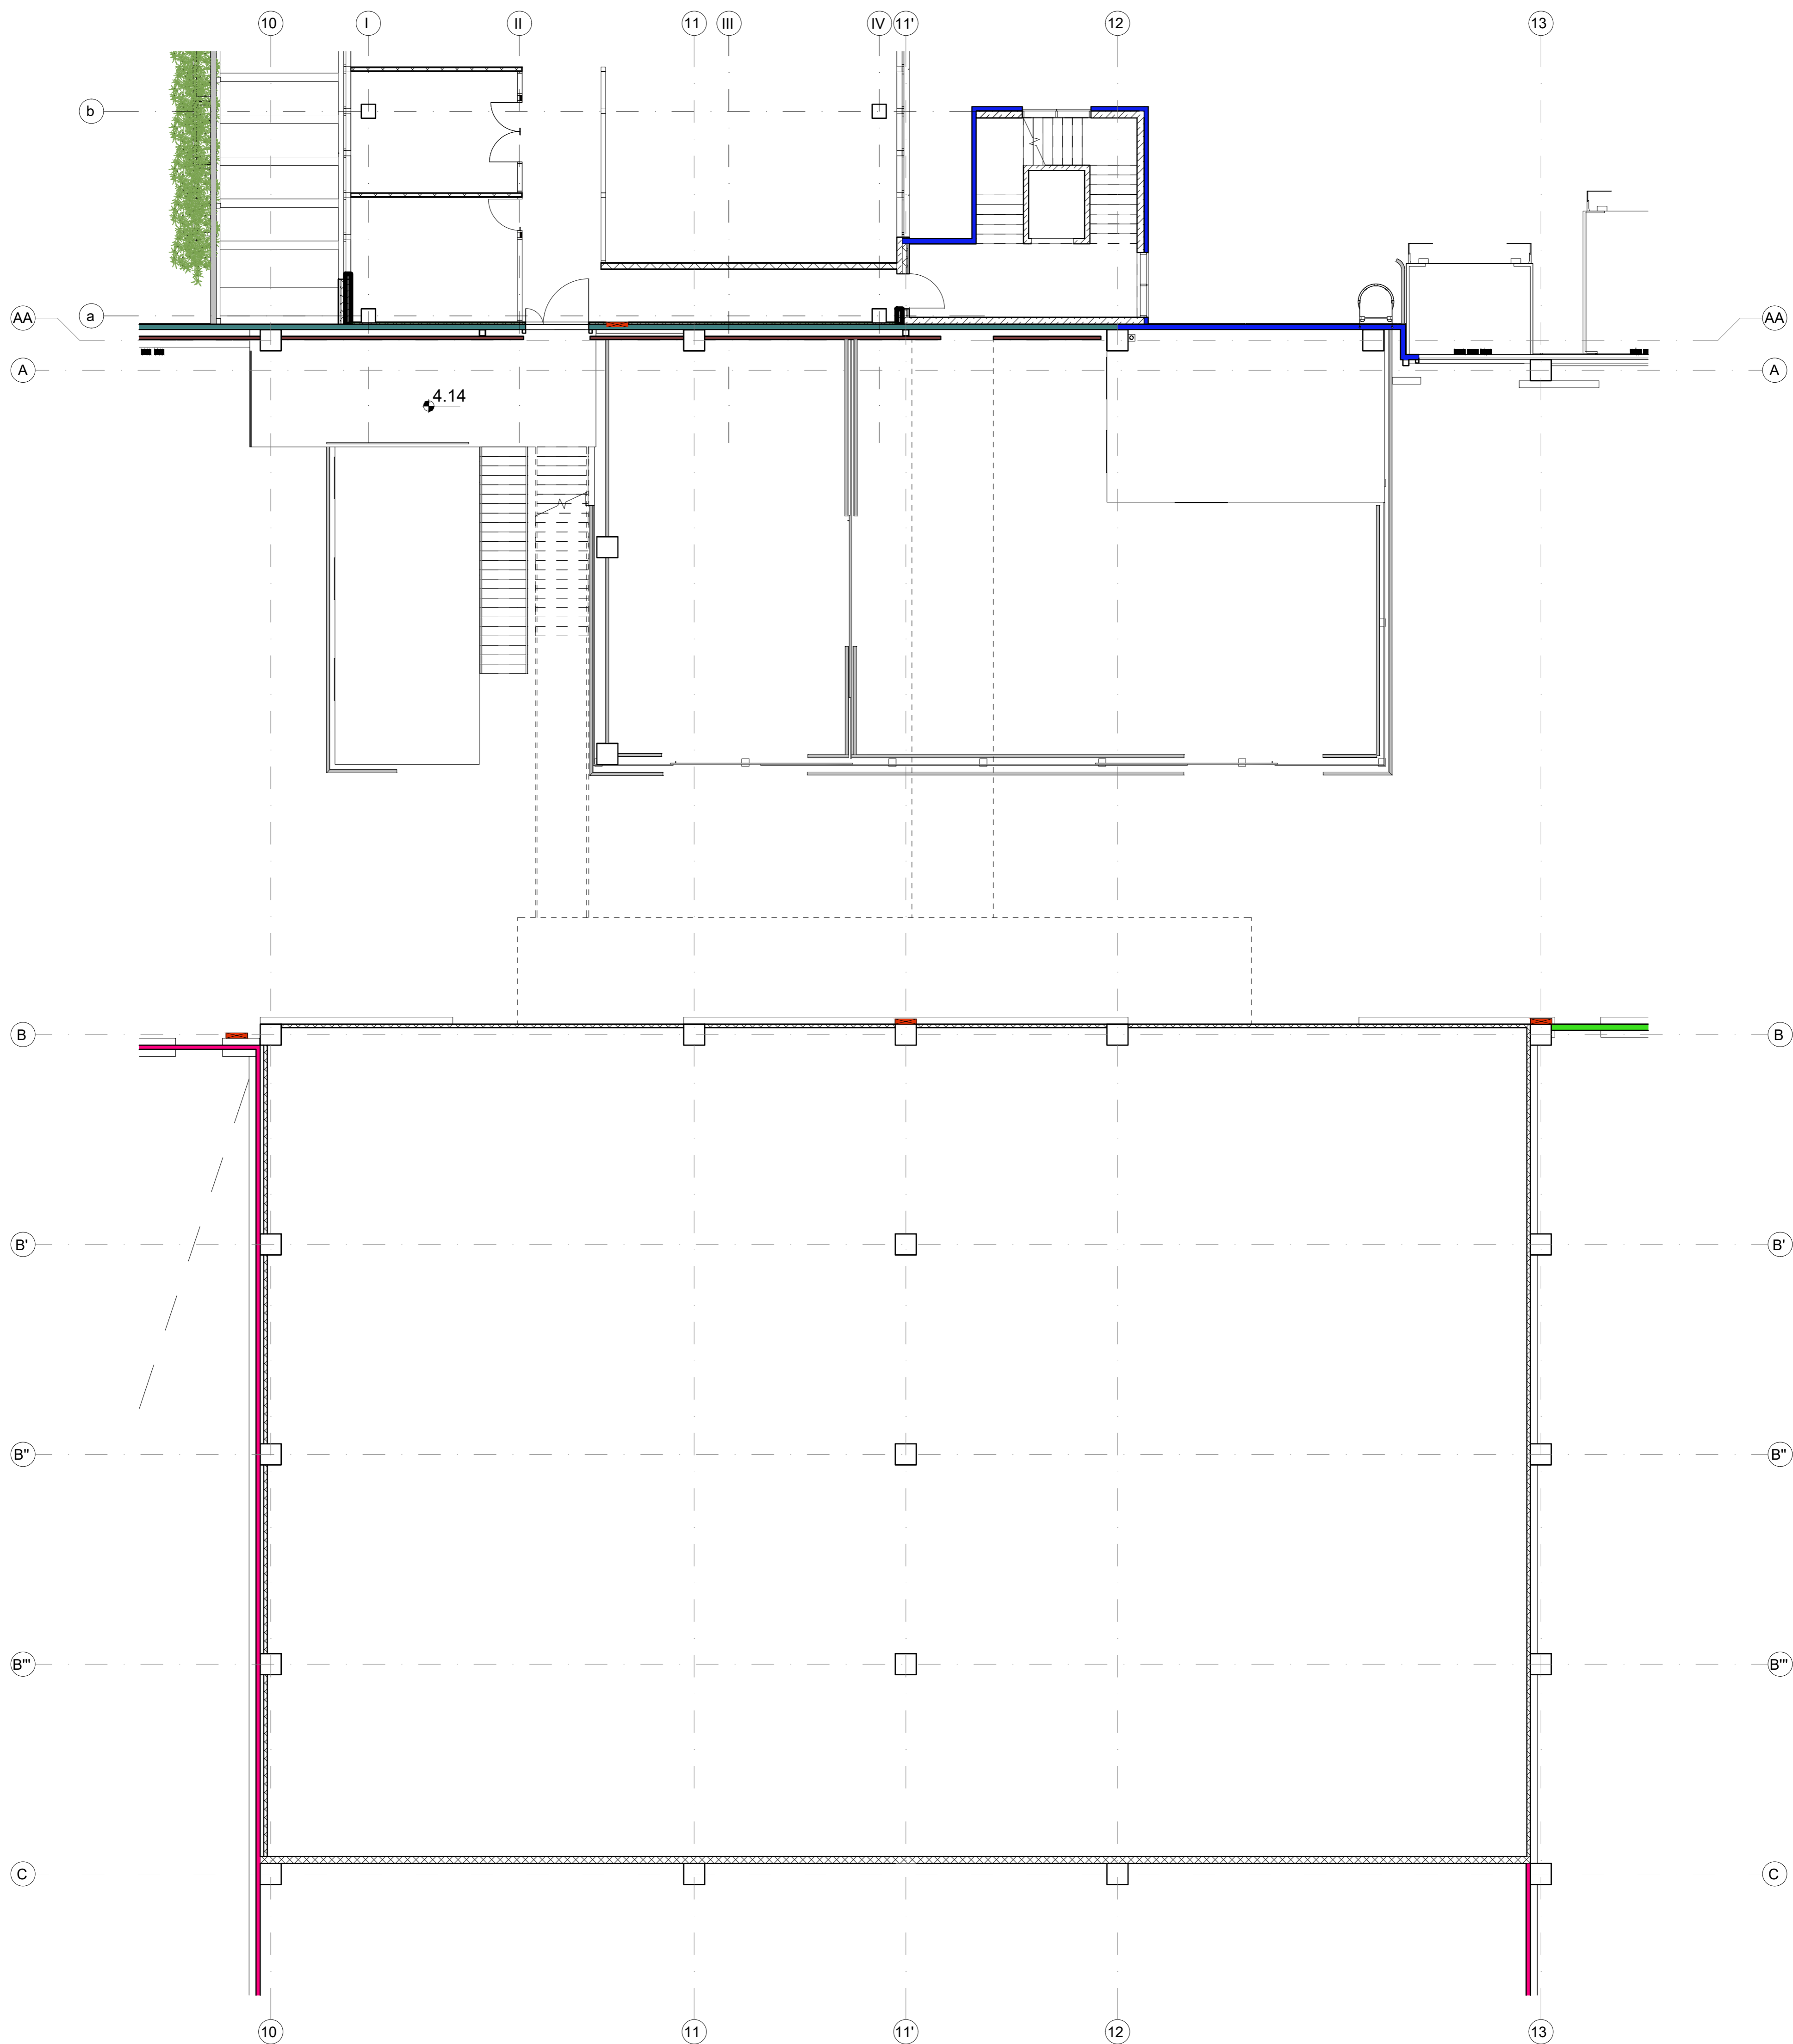 10 I II 11 III IV 11' 12 13
b
a
AA AA
A A
4.14
B B
B' B'
B" B"
B"' B"'
C C
10 11 11' 12 13